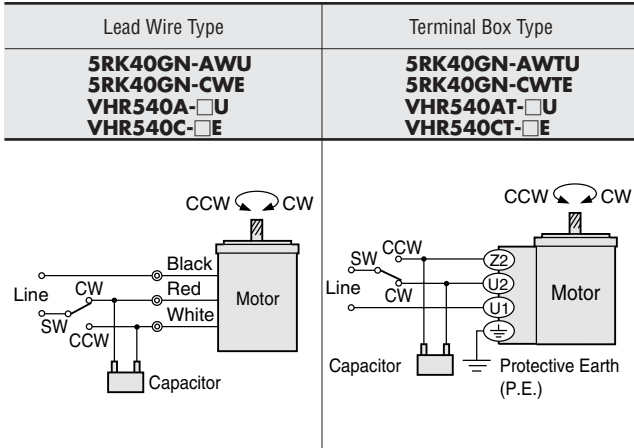 Lead Wire Type
5RK40GN-AWU
5RK40GN-CWE
VHR540A-□U
VHR540C-□E
CCW CW
Black
Line CW Red Motor
SW White
CCW
Capacitor
Terminal Box Type
5RK40GN-AWTU
5RK40GN-CWTE
VHR540AT-□U
VHR540CT-□E
CCW CW
CCW
SW Z2
Line U2 Motor
CW U1
Capacitor Protective Earth
(P.E.)